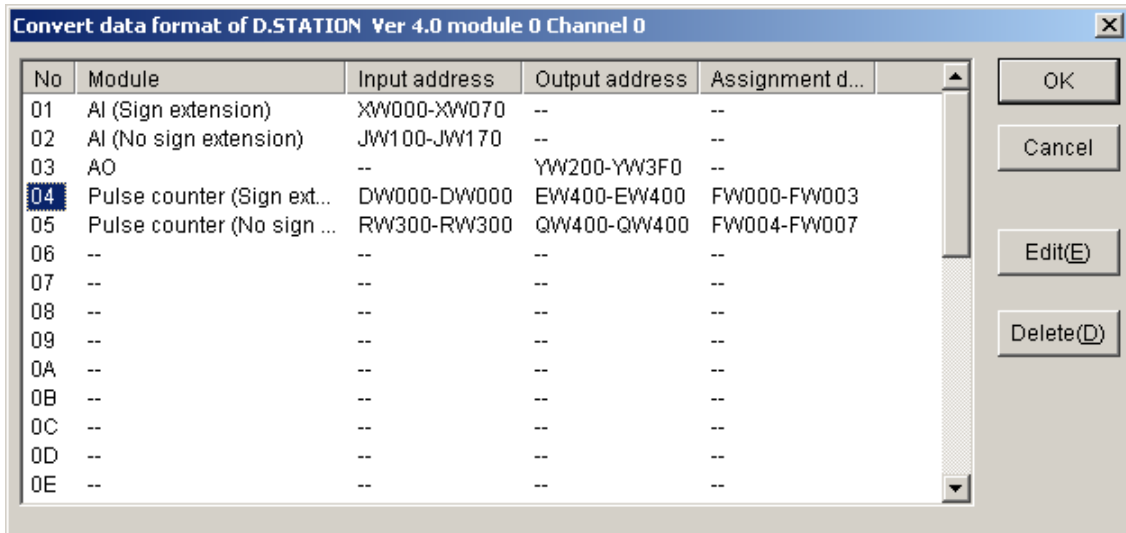 Convert data format of D.STATION Ver 4.0 module 0 Channel 0
No Module Input address Output address Assignment d...
01 AI (Sign extension) XW000-XW070 -- --
02 AI (No sign extension) JW100-JW170 -- --
03 AO -- YW200-YW3F0 --
04 Pulse counter (Sign ext... DW000-DW000 EW400-EW400 FW000-FW003
05 Pulse counter (No sign ... RW300-RW300 QW400-QW400 FW004-FW007
06 -- -- -- --
07 -- -- -- --
08 -- -- -- --
09 -- -- -- --
0A -- -- -- --
0B -- -- -- --
0C -- -- -- --
0D -- -- -- --
0E -- -- -- --
OK
Cancel
Edit(E)
Delete(D)